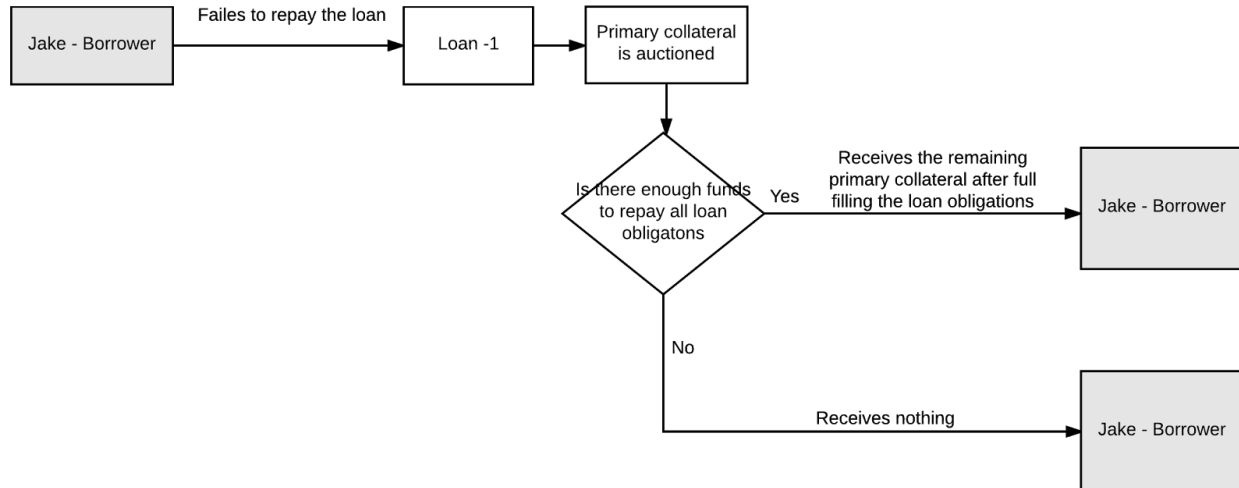 Jake - Borrower
Failes to repay the loan
Loan -1
Primary collateral
is auctioned
Is there enough funds
to repay all loan
obligatons
Yes
Receives the remaining
primary collateral after full
filling the loan obligations
Jake - Borrower
No
Receives nothing
Jake - Borrower